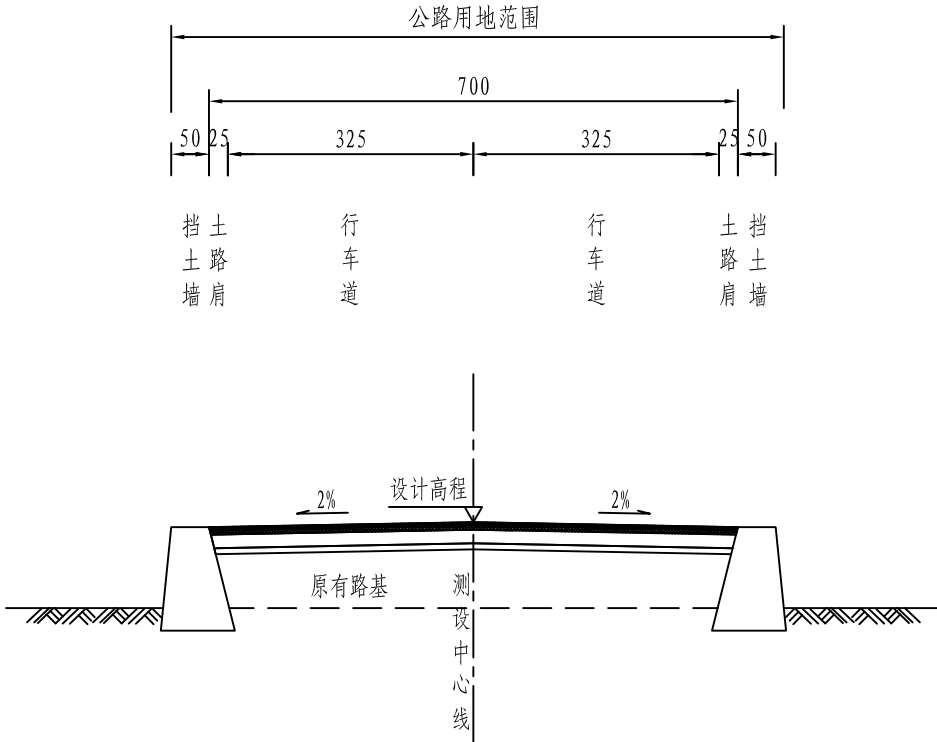 公路用地范围
700
50 25 325 325 25 50
挡土墙
土路肩
行车道
行车道
土路肩
挡土墙
2% 设计高程 2%
原有路基
测设中心线